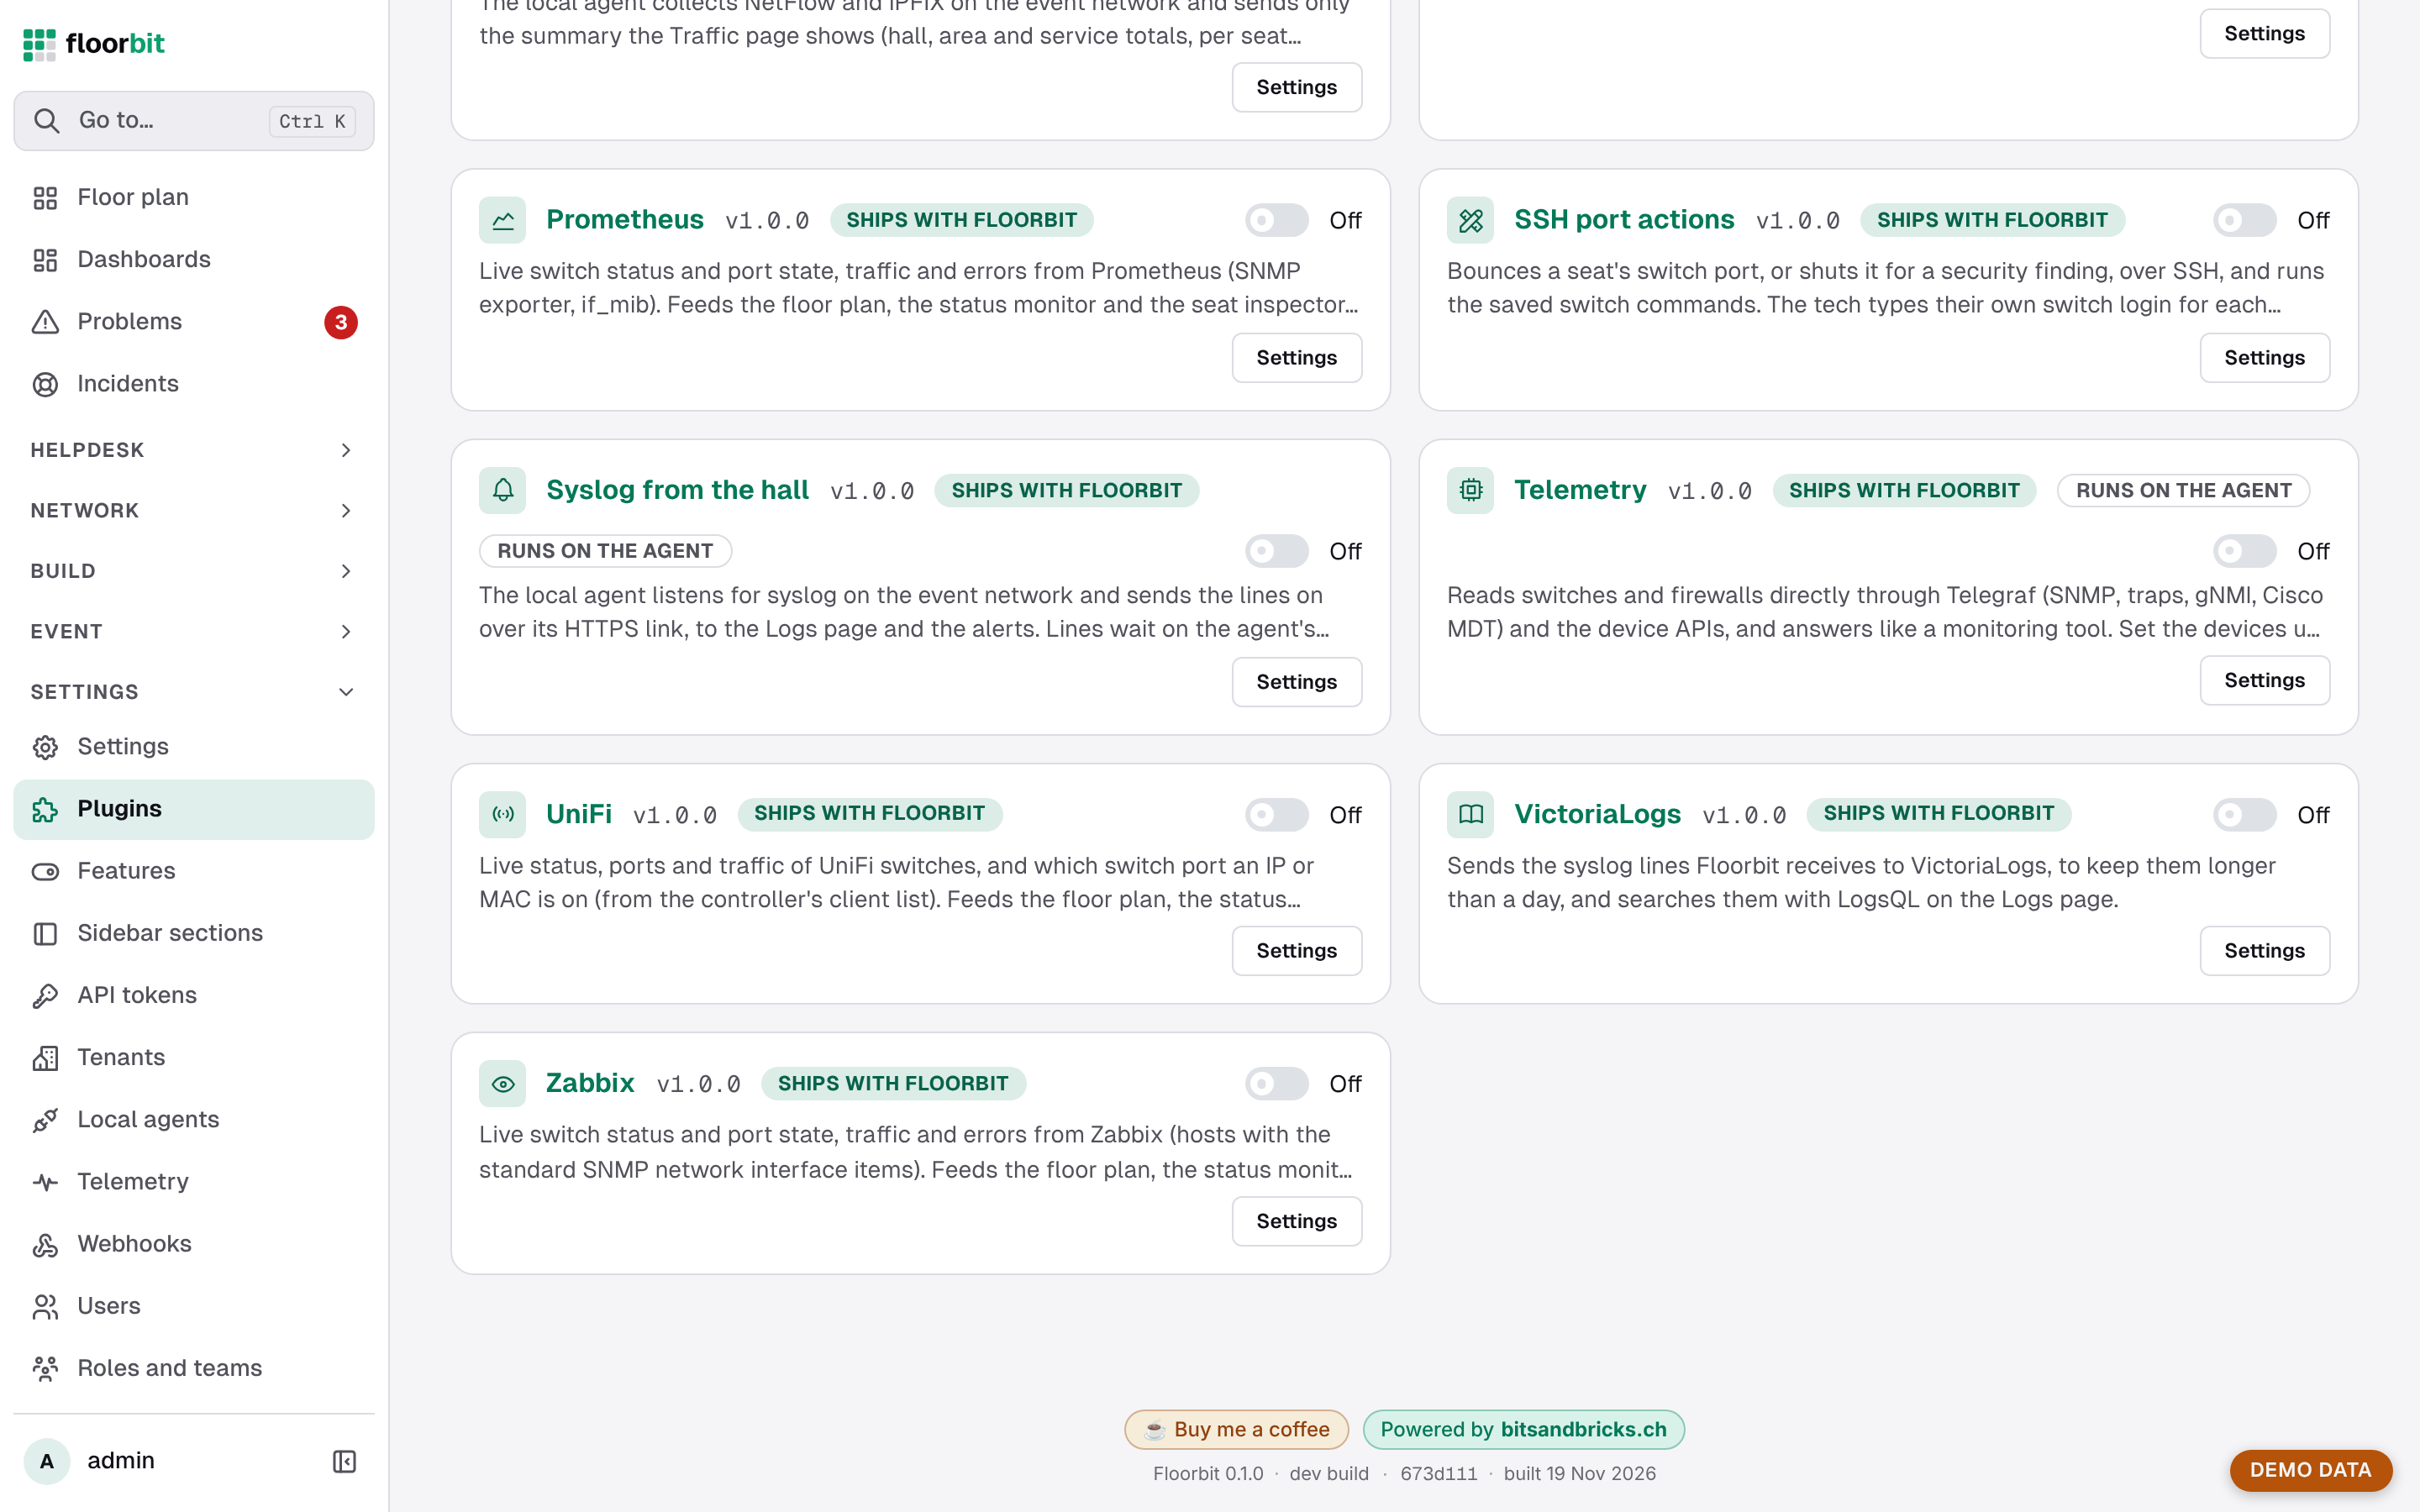 floorbit
Go to...
Ctrl K
Floor plan
Dashboards
Problems
3
Incidents
HELPDESK
NETWORK
BUILD
EVENT
SETTINGS
Settings
Plugins
Features
Sidebar sections
API tokens
Tenants
Local agents
Telemetry
Webhooks
Users
Roles and teams
A
admin
The local agent collects NetFlow and IPFIX on the event network and sends only
the summary the Traffic page shows (hall, area and service totals, per seat...
Settings
Settings
Prometheus v1.0.0 SHIPS WITH FLOORBIT Off
Live switch status and port state, traffic and errors from Prometheus (SNMP
exporter, if_mib). Feeds the floor plan, the status monitor and the seat inspector...
Settings
SSH port actions v1.0.0 SHIPS WITH FLOORBIT Off
Bounces a seat's switch port, or shuts it for a security finding, over SSH, and runs
the saved switch commands. The tech types their own switch login for each...
Settings
Syslog from the hall v1.0.0 SHIPS WITH FLOORBIT
RUNS ON THE AGENT Off
The local agent listens for syslog on the event network and sends the lines on
over its HTTPS link, to the Logs page and the alerts. Lines wait on the agent's...
Settings
Telemetry v1.0.0 SHIPS WITH FLOORBIT RUNS ON THE AGENT
Off
Reads switches and firewalls directly through Telegraf (SNMP, traps, gNMI, Cisco
MDT) and the device APIs, and answers like a monitoring tool. Set the devices u...
Settings
UniFi v1.0.0 SHIPS WITH FLOORBIT Off
Live status, ports and traffic of UniFi switches, and which switch port an IP or
MAC is on (from the controller's client list). Feeds the floor plan, the status...
Settings
VictoriaLogs v1.0.0 SHIPS WITH FLOORBIT Off
Sends the syslog lines Floorbit receives to VictoriaLogs, to keep them longer
than a day, and searches them with LogsQL on the Logs page.
Settings
Zabbix v1.0.0 SHIPS WITH FLOORBIT Off
Live switch status and port state, traffic and errors from Zabbix (hosts with the
standard SNMP network interface items). Feeds the floor plan, the status monit...
Settings
Buy me a coffee
Powered by bitsandbricks.ch
Floorbit 0.1.0 · dev build · 673d111 · built 19 Nov 2026
DEMO DATA